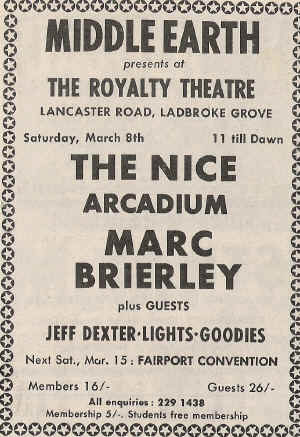 MIDDLE EARTH
presents at
THE ROYALTY THEATRE
LANCASTER ROAD, LADBROKE GROVE
Saturday, March 8th 11 till Dawn
THE NICE
ARCADIUM
MARC
BRIERLEY
plus GUESTS
JEFF DEXTER·LIGHTS·GOODIES
Next Sat., Mar. 15 : FAIRPORT CONVENTION
Members 16/- Guests 26/-
All enquiries : 229 1438
Membership 5/-. Students free membership